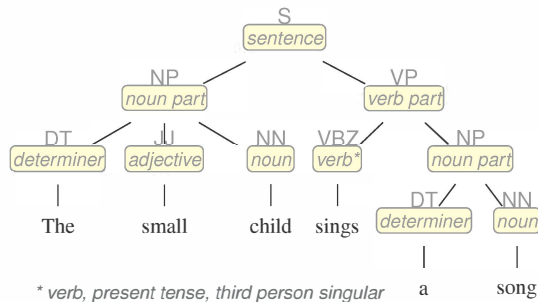 S
sentence
NP VP
noun part verb part
DT JJ NN VBZ NP
determiner adjective noun verb* noun part
DT NN
The small child sings determiner noun
a song
* verb, present tense, third person singular